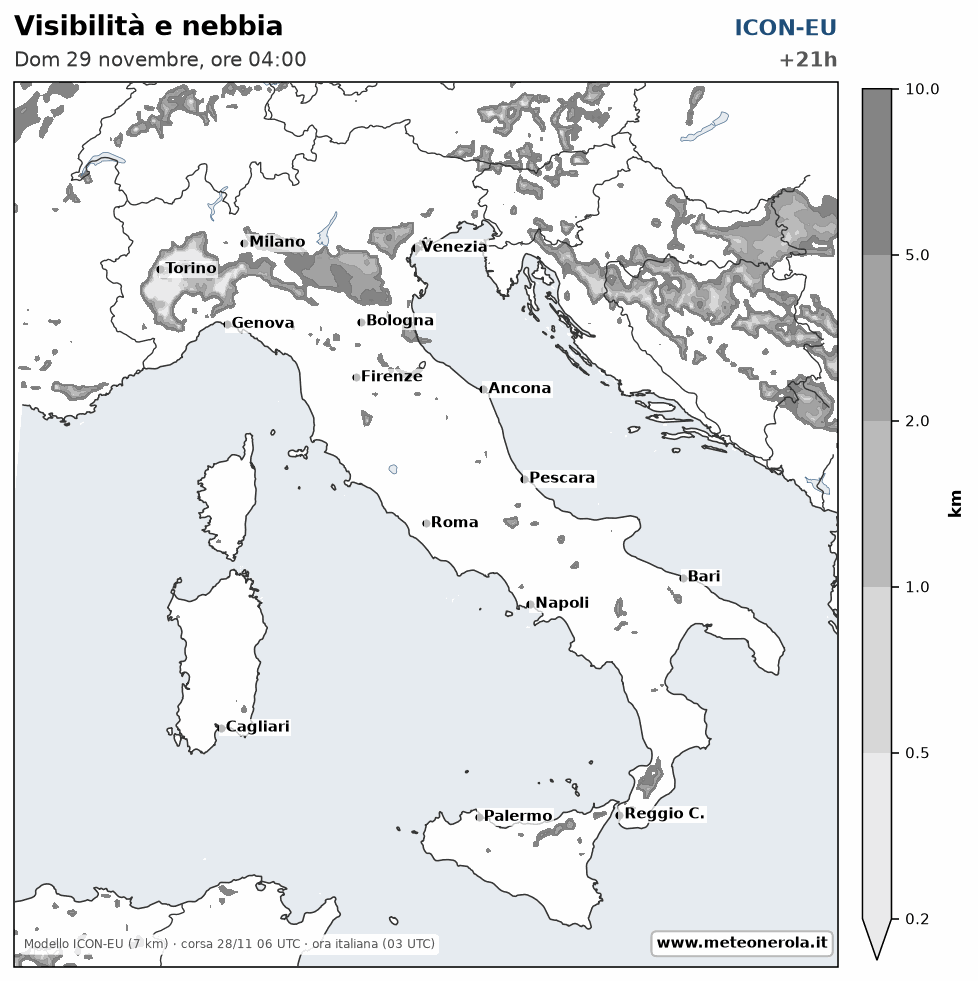 Visibilità e nebbia
ICON-EU
Dom 29 novembre, ore 04:00
+21h
10.0
5.0
2.0
1.0
0.5
0.2
km
Milano
Venezia
Torino
Genova
Bologna
Firenze
Ancona
Pescara
Roma
Bari
Napoli
Cagliari
Palermo
Reggio C.
Modello ICON-EU (7 km) · corsa 28/11 06 UTC · ora italiana (03 UTC)
www.meteonerola.it